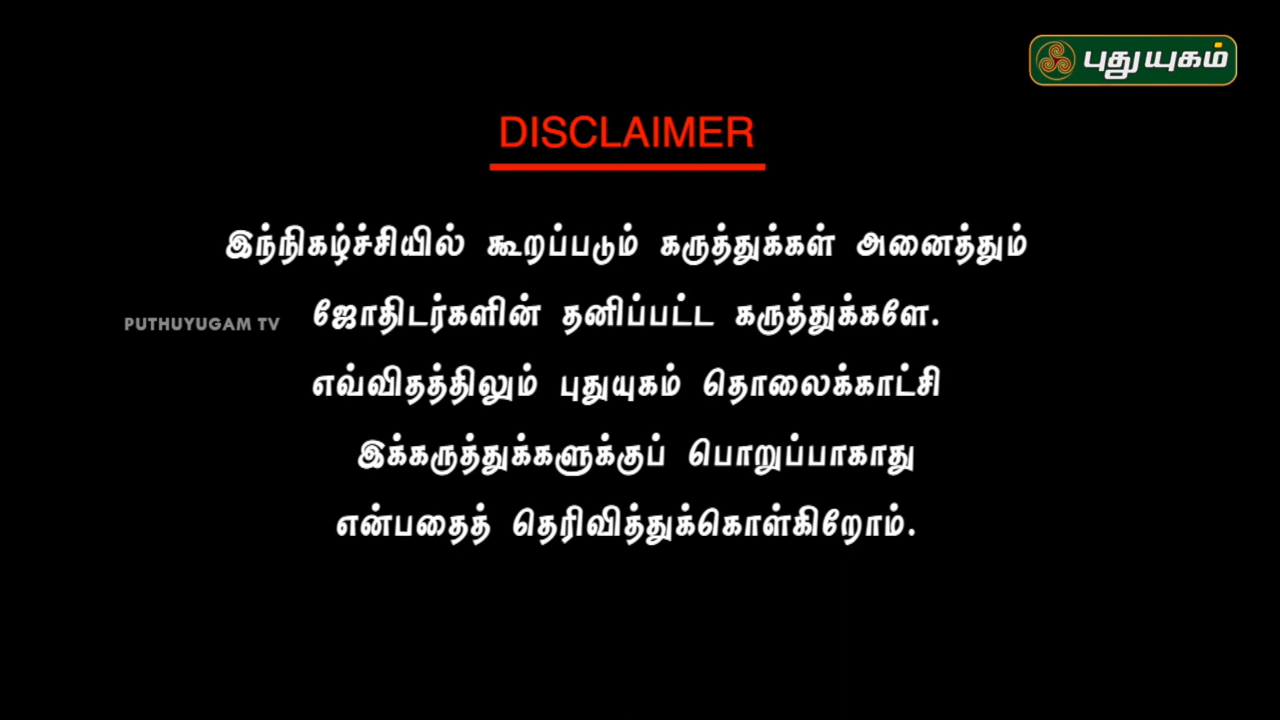 புதுயுகம்
DISCLAIMER
இந்நிகழ்ச்சியில் கூறப்படும் கருத்துக்கள் அனைத்தும்
PUTHUYUGAM TV
ஜோதிடர்களின் தனிப்பட்ட கருத்துக்களே.
எவ்விதத்திலும் புதுயுகம் தொலைக்காட்சி
இக்கருத்துக்களுக்குப் பொறுப்பாகாது
என்பதைத் தெரிவித்துக்கொள்கிறோம்.